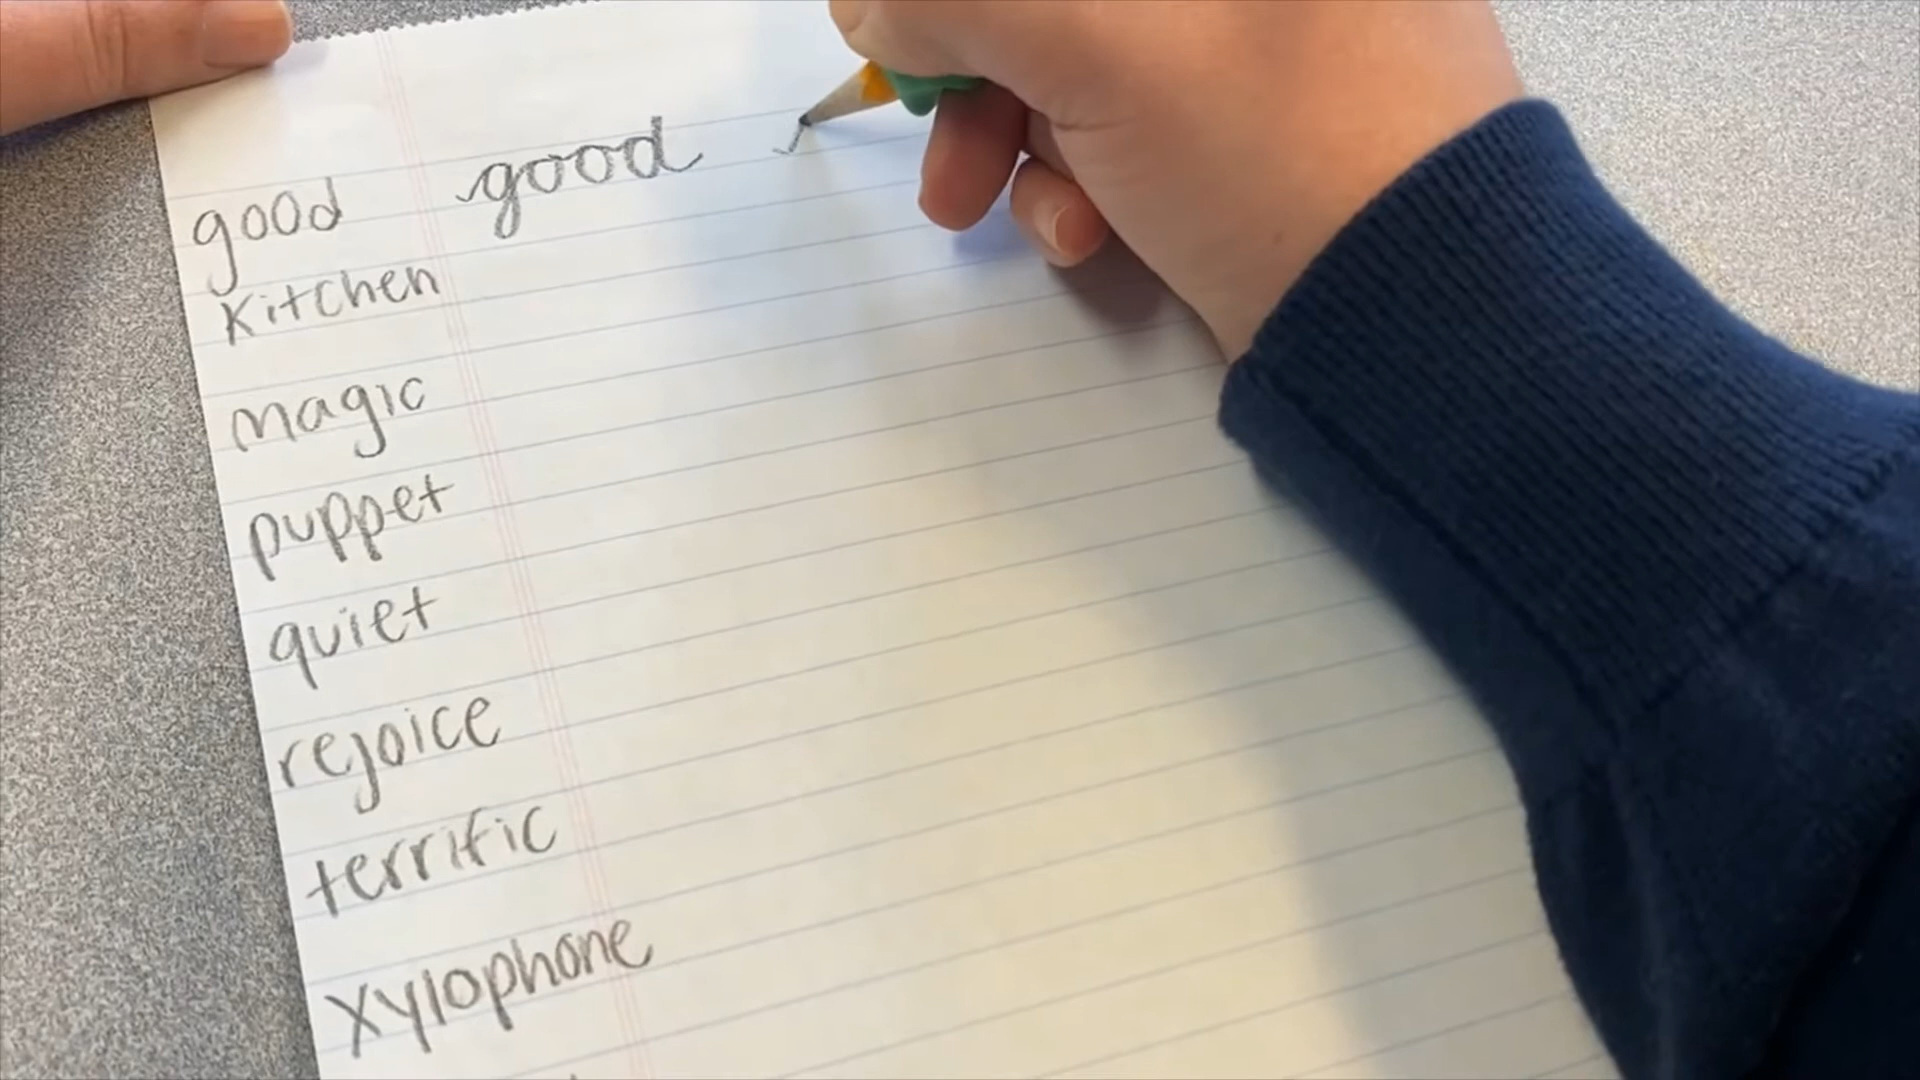 good good
Kitchen
magic
puppet
quiet
rejoice
terrific
xylophone